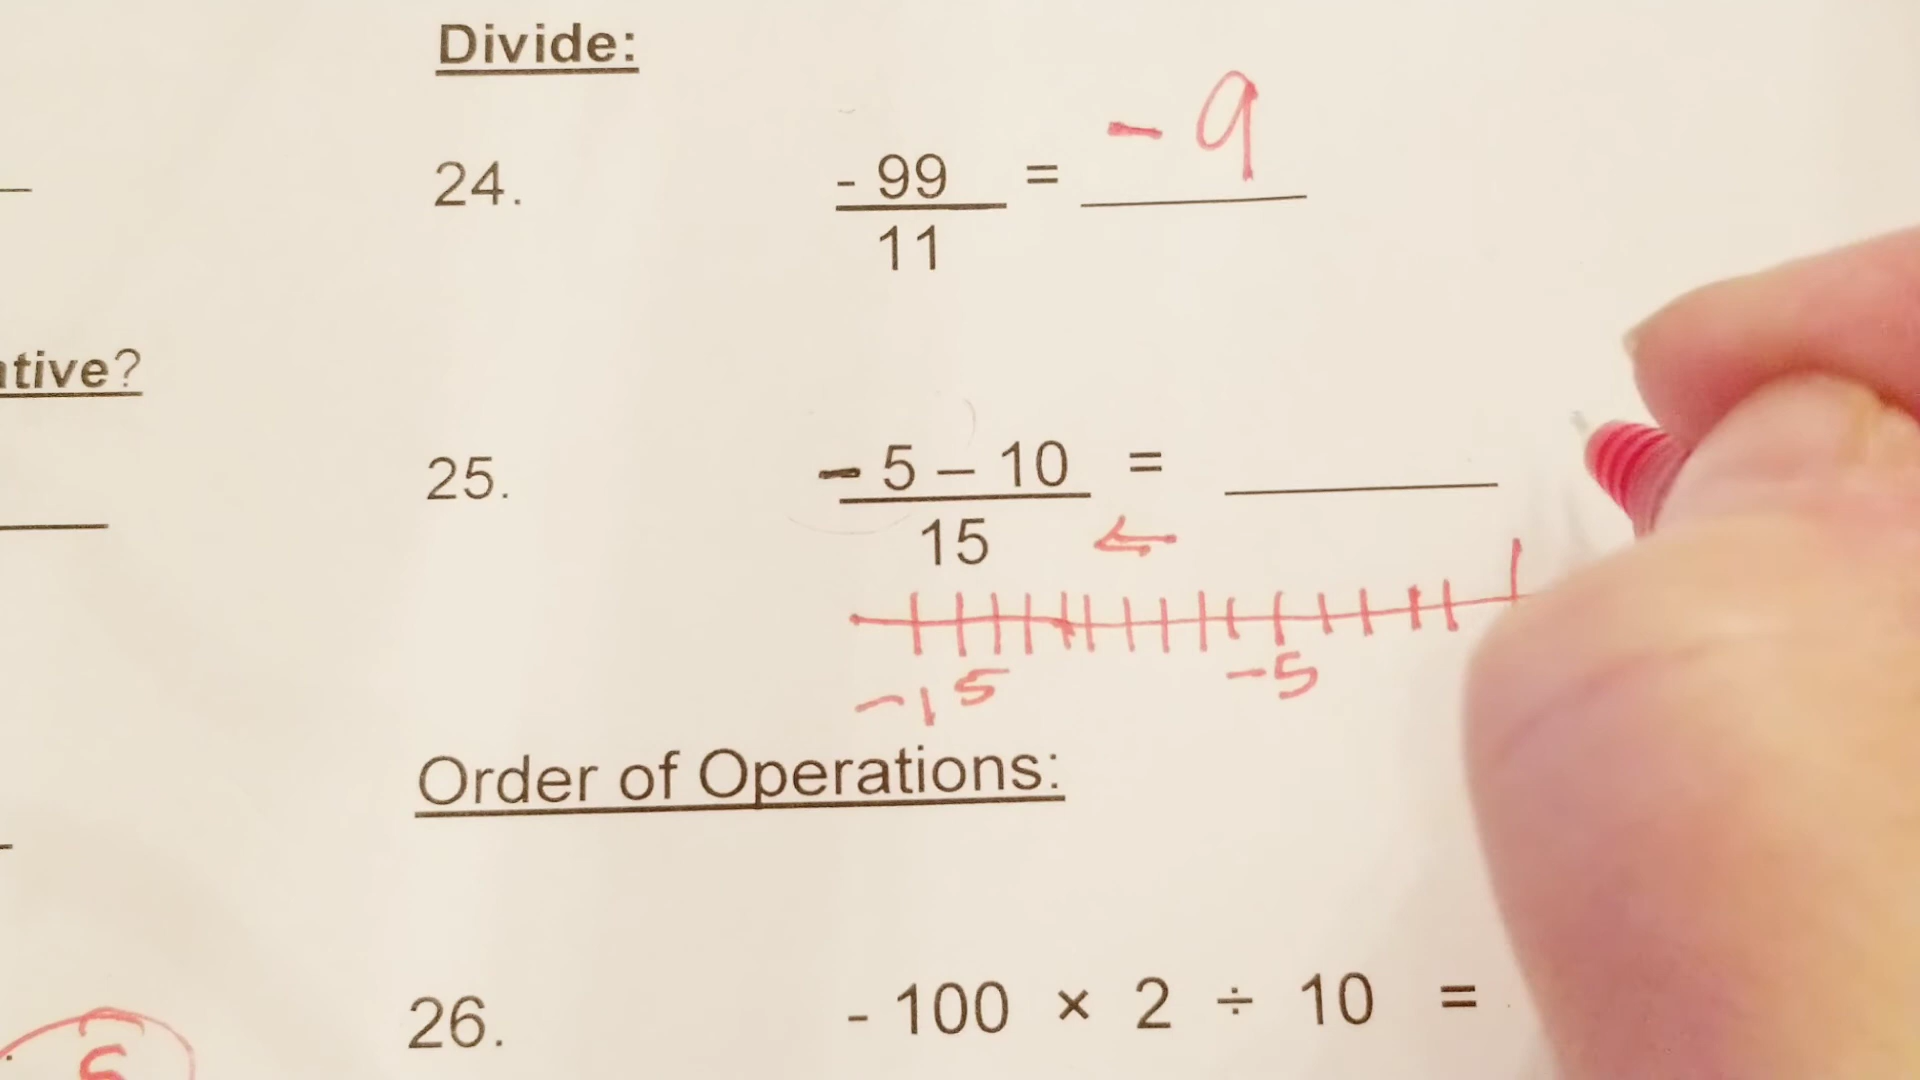 Divide:
24. - 99 = - 9
11
ative?
25. - 5 – 10 =
15
-15 -5
Order of Operations:
26. - 100 × 2 ÷ 10 =
5